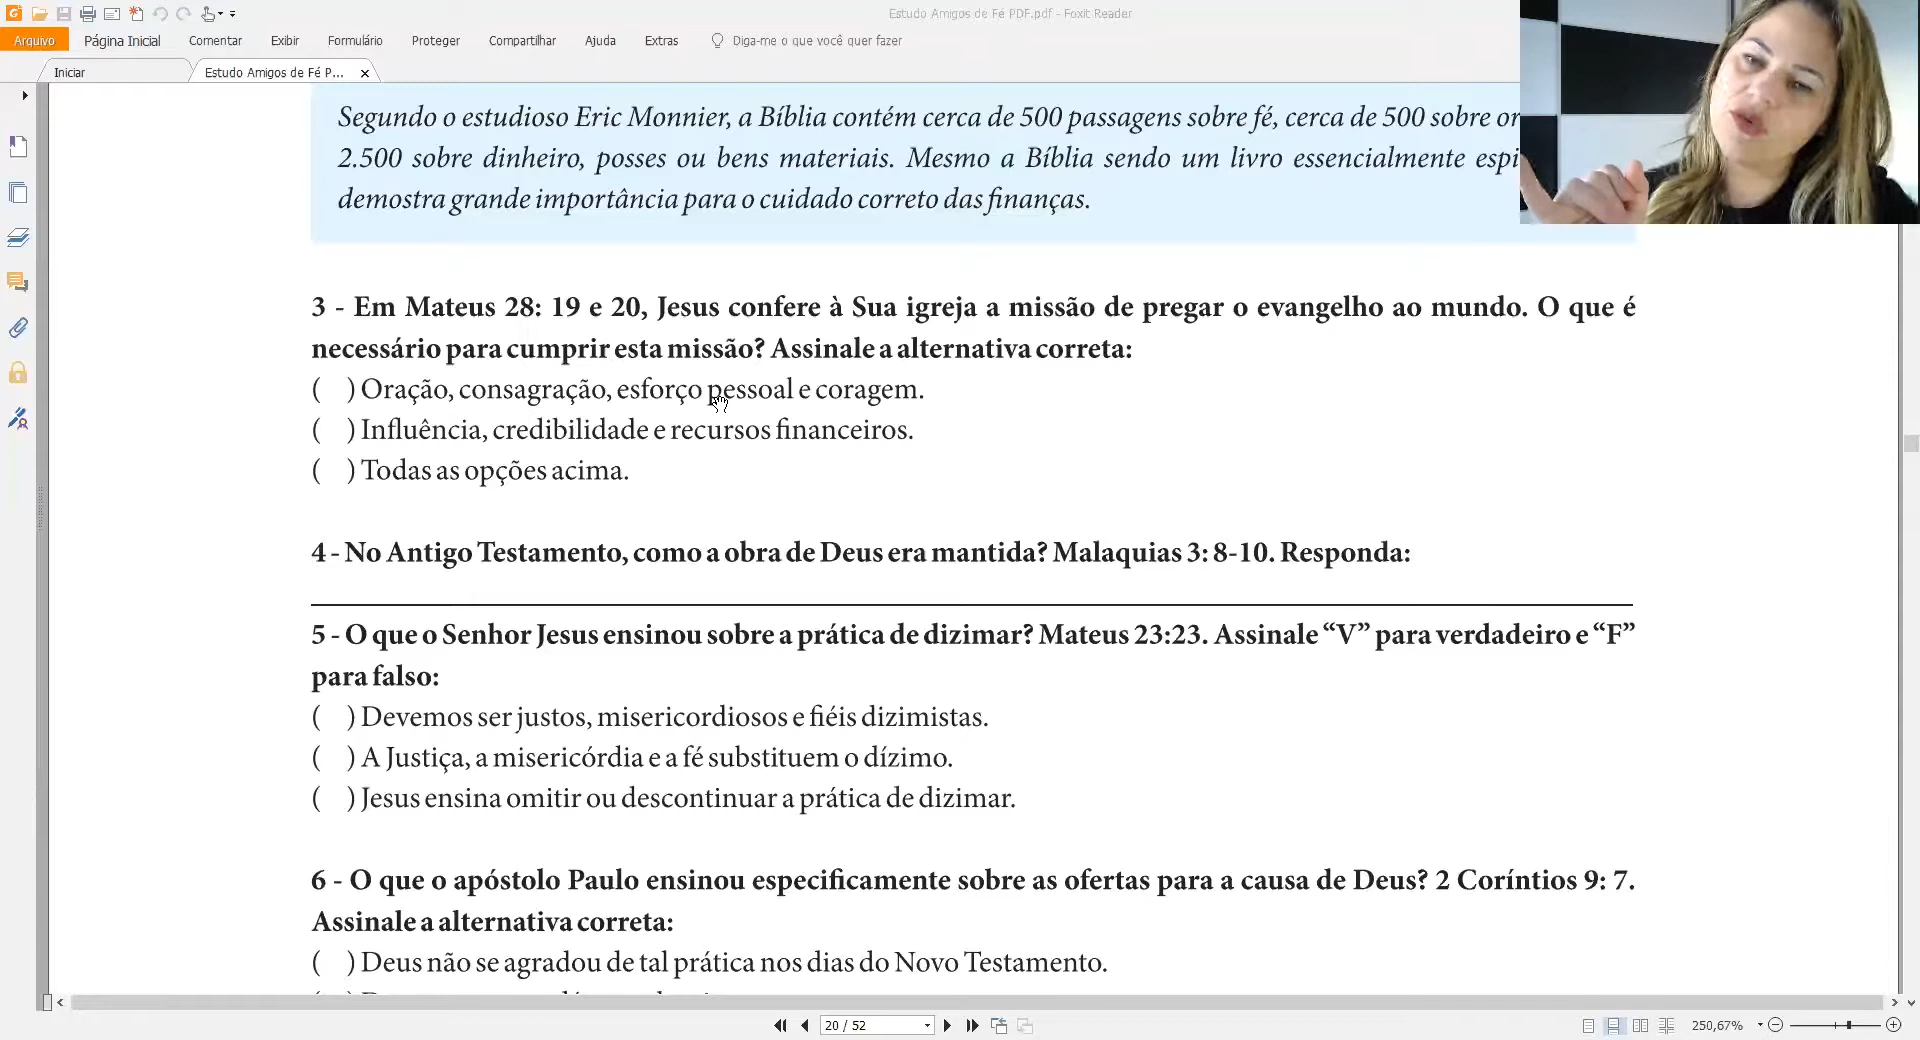 Estudo Amigos de Fé PDF.pdf - Foxit Reader
Arquivo Página Inicial Comentar Exibir Formulário Proteger Compartilhar Ajuda Extras Diga-me o que você quer fazer
Iniciar Estudo Amigos de Fé P...
Segundo o estudioso Eric Monnier, a Bíblia contém cerca de 500 passagens sobre fé, cerca de 500 sobre
2.500 sobre dinheiro, posses ou bens materiais. Mesmo a Bíblia sendo um livro essencialmente
demostra grande importância para o cuidado correto das finanças.
3 - Em Mateus 28: 19 e 20, Jesus confere à Sua igreja a missão de pregar o evangelho ao mundo. O que é
necessário para cumprir esta missão? Assinale a alternativa correta:
( ) Oração, consagração, esforço pessoal e coragem.
( ) Influência, credibilidade e recursos financeiros.
( ) Todas as opções acima.
4 - No Antigo Testamento, como a obra de Deus era mantida? Malaquias 3: 8-10. Responda:
5 - O que o Senhor Jesus ensinou sobre a prática de dizimar? Mateus 23:23. Assinale “V” para verdadeiro e “F”
para falso:
( ) Devemos ser justos, misericordiosos e fiéis dizimistas.
( ) A Justiça, a misericórdia e a fé substituem o dízimo.
( ) Jesus ensina omitir ou descontinuar a prática de dizimar.
6 - O que o apóstolo Paulo ensinou especificamente sobre as ofertas para a causa de Deus? 2 Coríntios 9: 7.
Assinale a alternativa correta:
( ) Deus não se agradou de tal prática nos dias do Novo Testamento.
20 / 52
250,67%